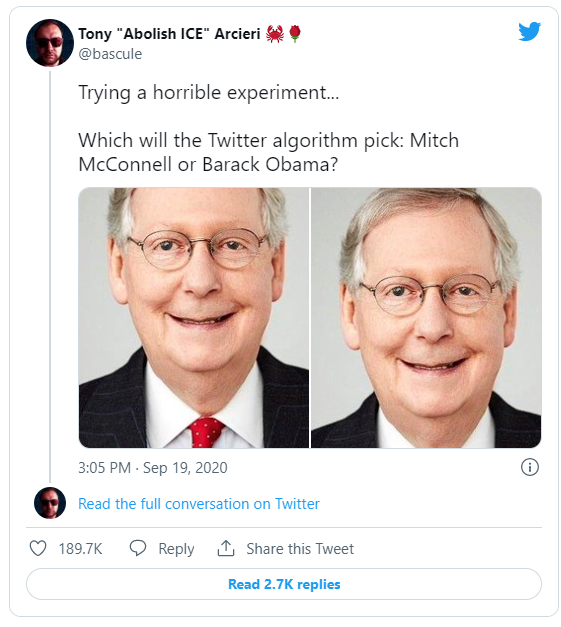 Tony "Abolish ICE" Arcieri 🦀🌹
@bascule
Trying a horrible experiment...
Which will the Twitter algorithm pick: Mitch
McConnell or Barack Obama?
3:05 PM · Sep 19, 2020
Read the full conversation on Twitter
189.7K Reply Share this Tweet
Read 2.7K replies